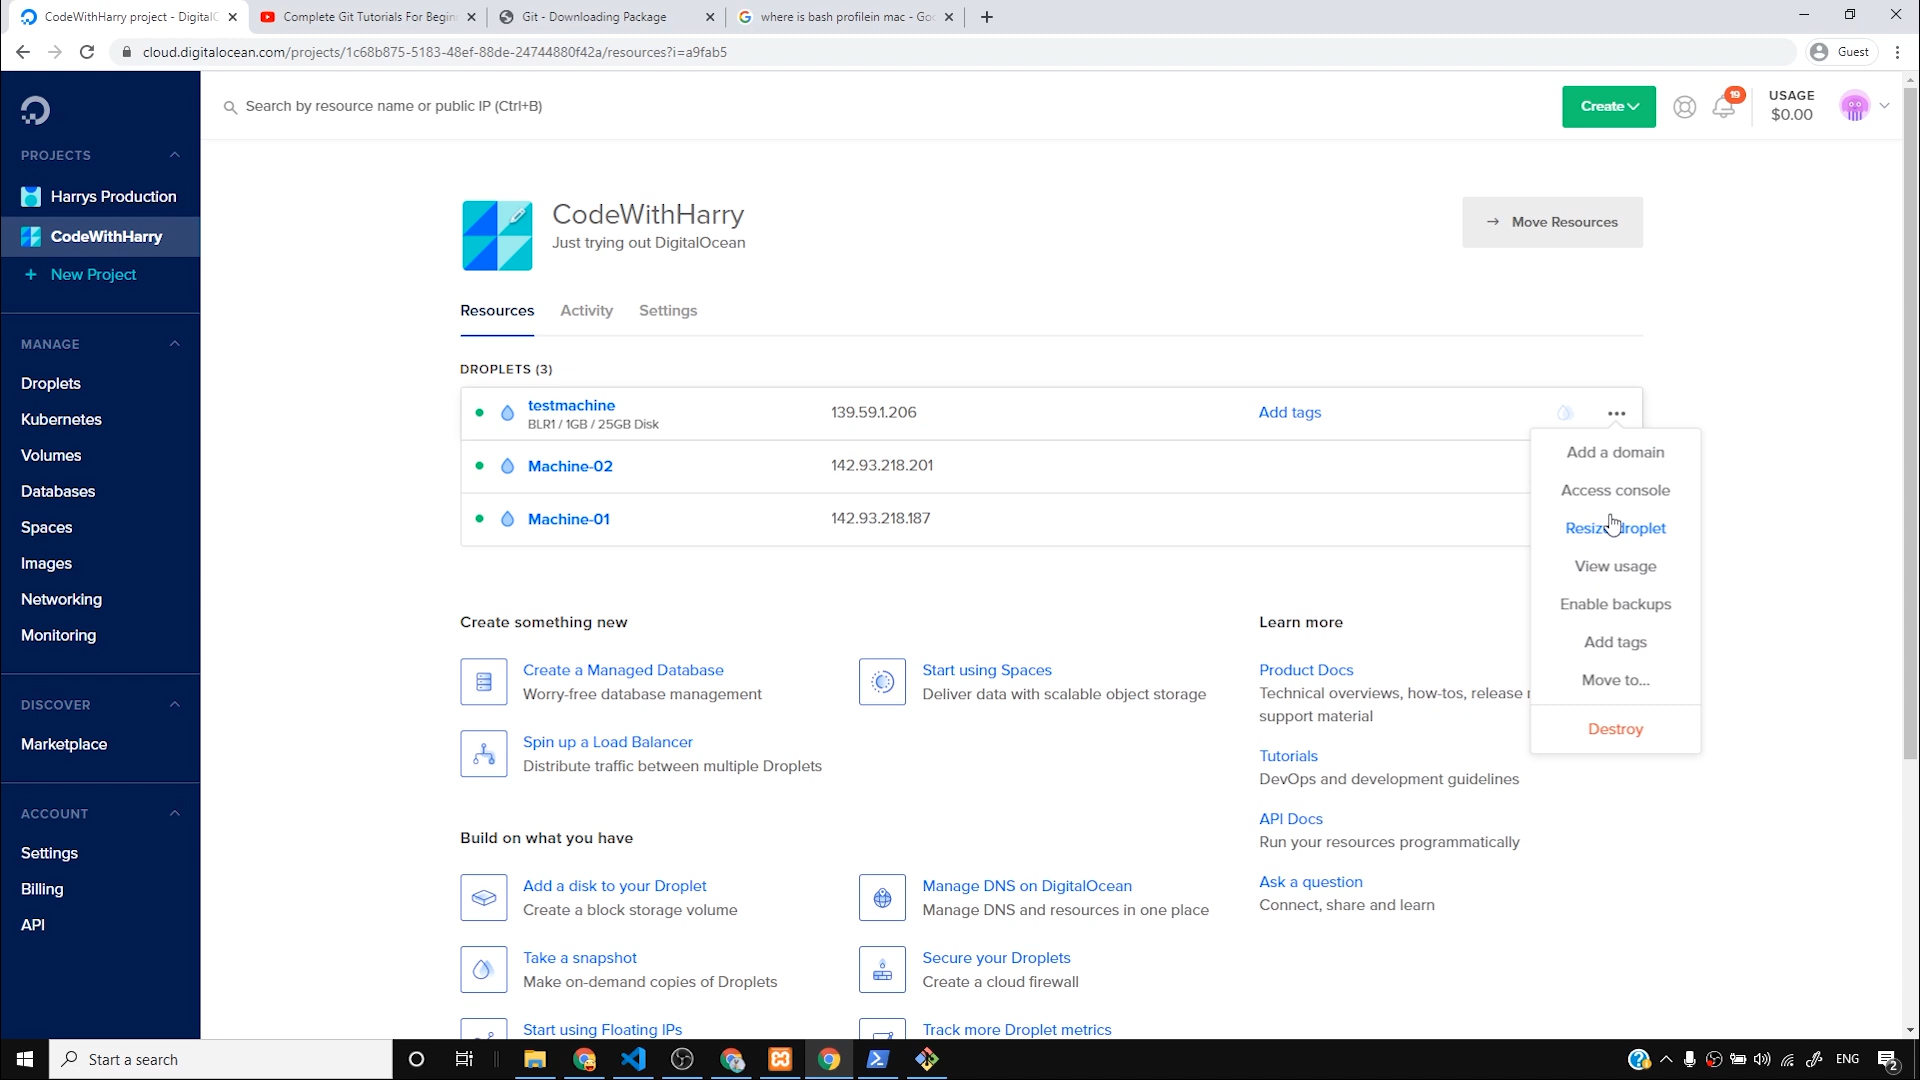 CodeWithHarry project - DigitalO
Complete Git Tutorials For Begin
Git - Downloading Package
where is bash profilein mac - Go
cloud.digitalocean.com/projects/1c68b875-5183-48ef-88de-24744880f42a/resources?i=a9fab5
Guest
Search by resource name or public IP (Ctrl+B)
Create
19
USAGE
$0.00
PROJECTS
Harrys Production
CodeWithHarry
New Project
MANAGE
Droplets
Kubernetes
Volumes
Databases
Spaces
Images
Networking
Monitoring
DISCOVER
Marketplace
ACCOUNT
Settings
Billing
API
CodeWithHarry
Just trying out DigitalOcean
→ Move Resources
Resources
Activity
Settings
DROPLETS (3)
testmachine
BLR1 / 1GB / 25GB Disk
139.59.1.206
Add tags
Machine-02
142.93.218.201
Machine-01
142.93.218.187
Add a domain
Access console
Resize droplet
View usage
Enable backups
Add tags
Move to...
Destroy
Create something new
Create a Managed Database
Worry-free database management
Start using Spaces
Deliver data with scalable object storage
Spin up a Load Balancer
Distribute traffic between multiple Droplets
Learn more
Product Docs
Technical overviews, how-tos, release
support material
Tutorials
DevOps and development guidelines
API Docs
Run your resources programmatically
Ask a question
Connect, share and learn
Build on what you have
Add a disk to your Droplet
Create a block storage volume
Manage DNS on DigitalOcean
Manage DNS and resources in one place
Take a snapshot
Make on-demand copies of Droplets
Secure your Droplets
Create a cloud firewall
Start using Floating IPs
Track more Droplet metrics
Start a search
ENG
2